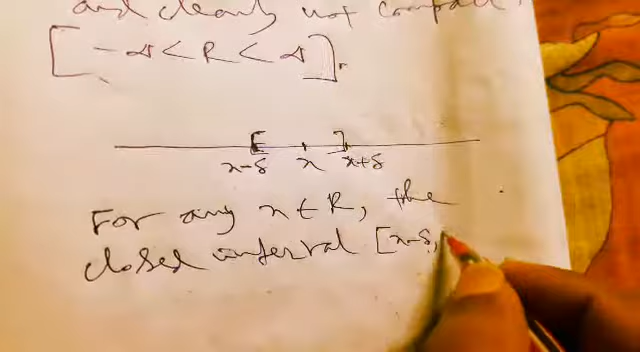 and clearly not compact.
[-∞ < R < ∞].
x-δ x x+δ
For any x ∈ R, the
closed interval [x-δ,